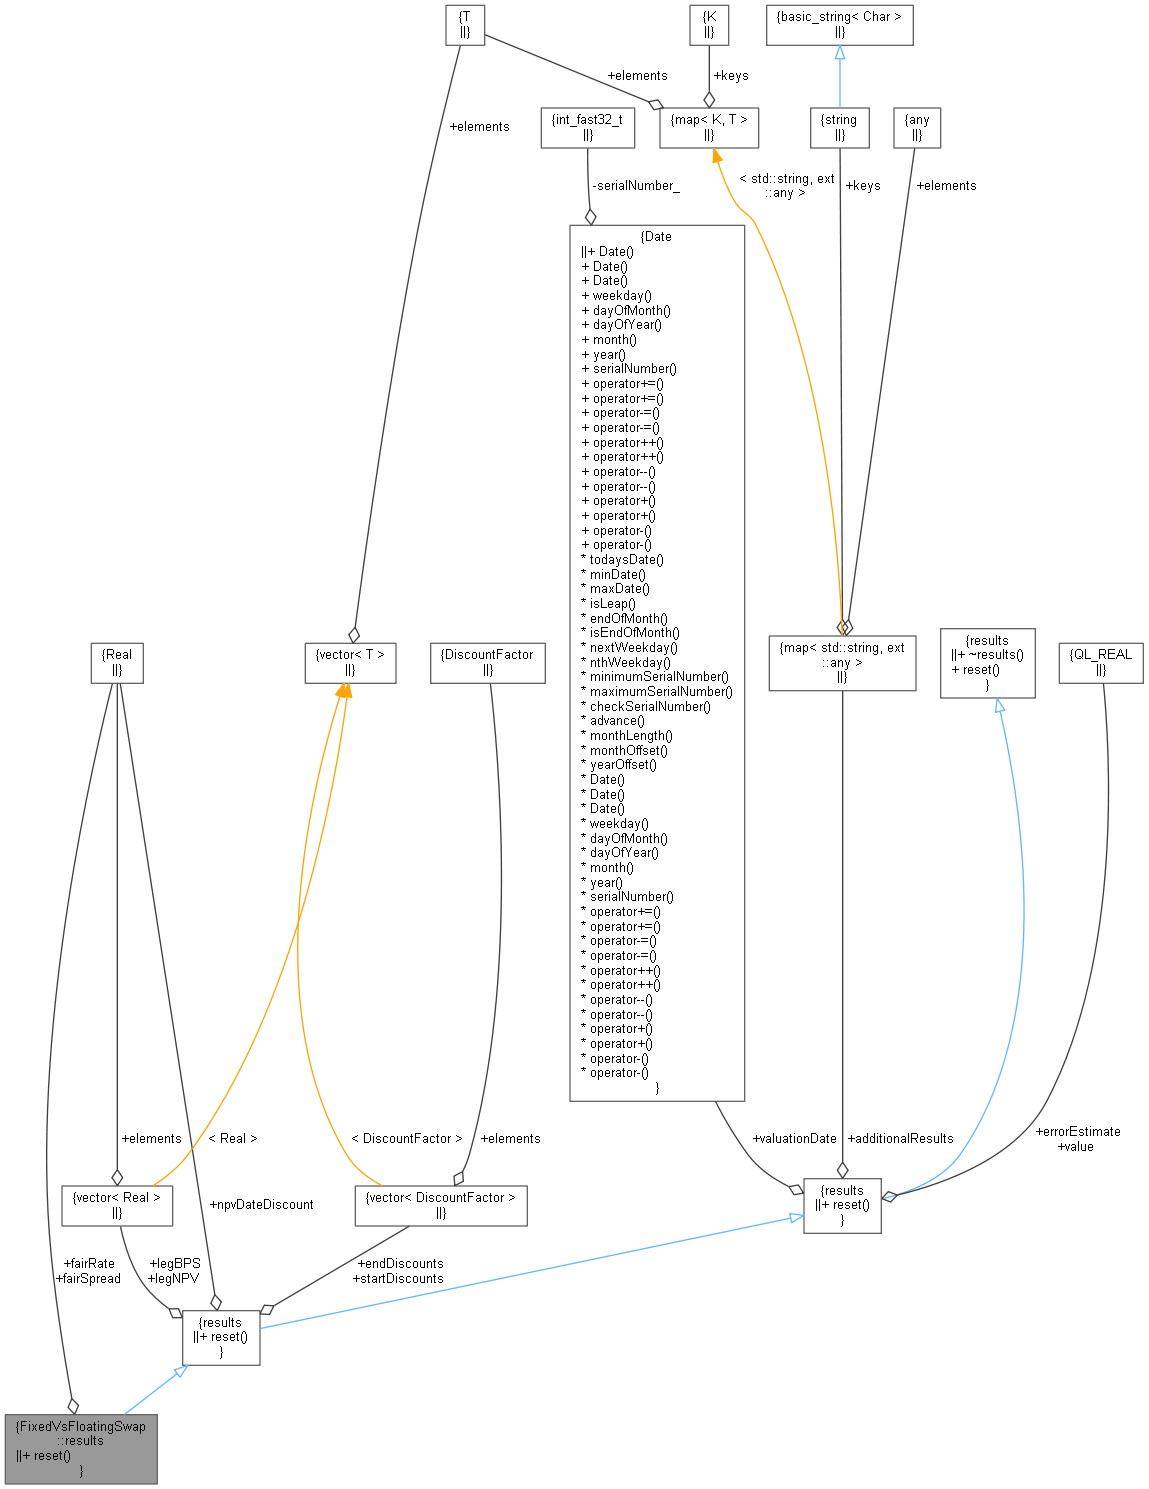 {T
||}
{K
||}
{basic_string< Char >
||}
+elements
+keys
+elements
{int_fast32_t
||}
{map< K, T >
||}
{string
||}
{any
||}
-serialNumber_
< std::string, ext
::any >
+keys
+elements
{Date
||+ Date()
+ Date()
+ Date()
+ weekday()
+ dayOfMonth()
+ dayOfYear()
+ month()
+ year()
+ serialNumber()
+ operator+=()
+ operator+=()
+ operator-=()
+ operator-=()
+ operator++()
+ operator++()
+ operator--()
+ operator--()
+ operator+()
+ operator+()
+ operator-()
+ operator-()
* todaysDate()
* minDate()
* maxDate()
* isLeap()
* endOfMonth()
* isEndOfMonth()
* nextWeekday()
* nthWeekday()
* minimumSerialNumber()
* maximumSerialNumber()
* checkSerialNumber()
* advance()
* monthLength()
* monthOffset()
* yearOffset()
* Date()
* Date()
* Date()
* weekday()
* dayOfMonth()
* dayOfYear()
* month()
* year()
* serialNumber()
* operator+=()
* operator+=()
* operator-=()
* operator-=()
* operator++()
* operator++()
* operator--()
* operator--()
* operator+()
* operator+()
* operator-()
* operator-()
}
{Real
||}
{vector< T >
||}
{DiscountFactor
||}
{map< std::string, ext
::any >
||}
{results
||+ ~results()
+ reset()
}
{QL_REAL
||}
+elements
< Real >
< DiscountFactor >
+elements
+valuationDate
+additionalResults
+errorEstimate
+value
{vector< Real >
||}
+npvDateDiscount
{vector< DiscountFactor >
||}
{results
||+ reset()
}
+fairRate
+fairSpread
+legBPS
+legNPV
+endDiscounts
+startDiscounts
{results
||+ reset()
}
{FixedVsFloatingSwap
::results
||+ reset()
}